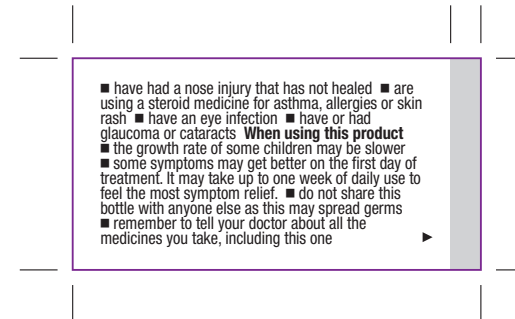 ■ have had a nose injury that has not healed ■ are
using a steroid medicine for asthma, allergies or skin
rash ■ have an eye infection ■ have or had
glaucoma or cataracts When using this product
■ the growth rate of some children may be slower
■ some symptoms may get better on the first day of
treatment. It may take up to one week of daily use to
feel the most symptom relief. ■ do not share this
bottle with anyone else as this may spread germs
■ remember to tell your doctor about all the
medicines you take, including this one ►